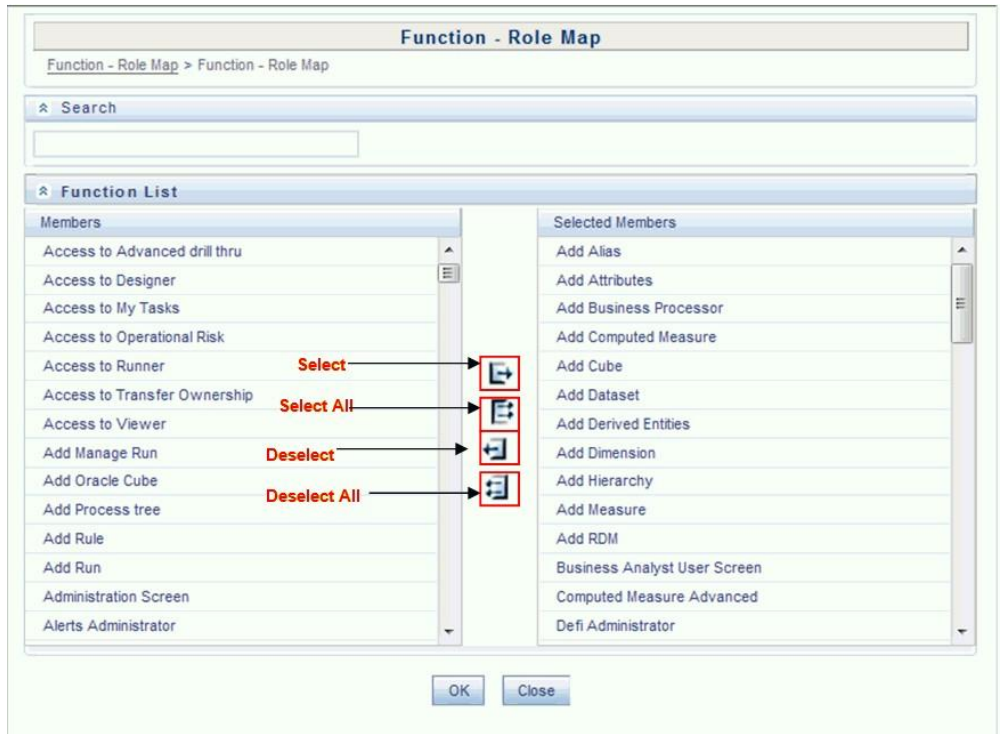 Function - Role Map
Function - Role Map > Function - Role Map
Search
Function List
Members
Access to Advanced drill thru
Access to Designer
Access to My Tasks
Access to Operational Risk
Access to Runner
Access to Transfer Ownership
Access to Viewer
Add Manage Run
Add Oracle Cube
Add Process tree
Add Rule
Add Run
Administration Screen
Alerts Administrator
Select
Select All
Deselect
Deselect All
Selected Members
Add Alias
Add Attributes
Add Business Processor
Add Computed Measure
Add Cube
Add Dataset
Add Derived Entities
Add Dimension
Add Hierarchy
Add Measure
Add RDM
Business Analyst User Screen
Computed Measure Advanced
Defi Administrator
OK
Close